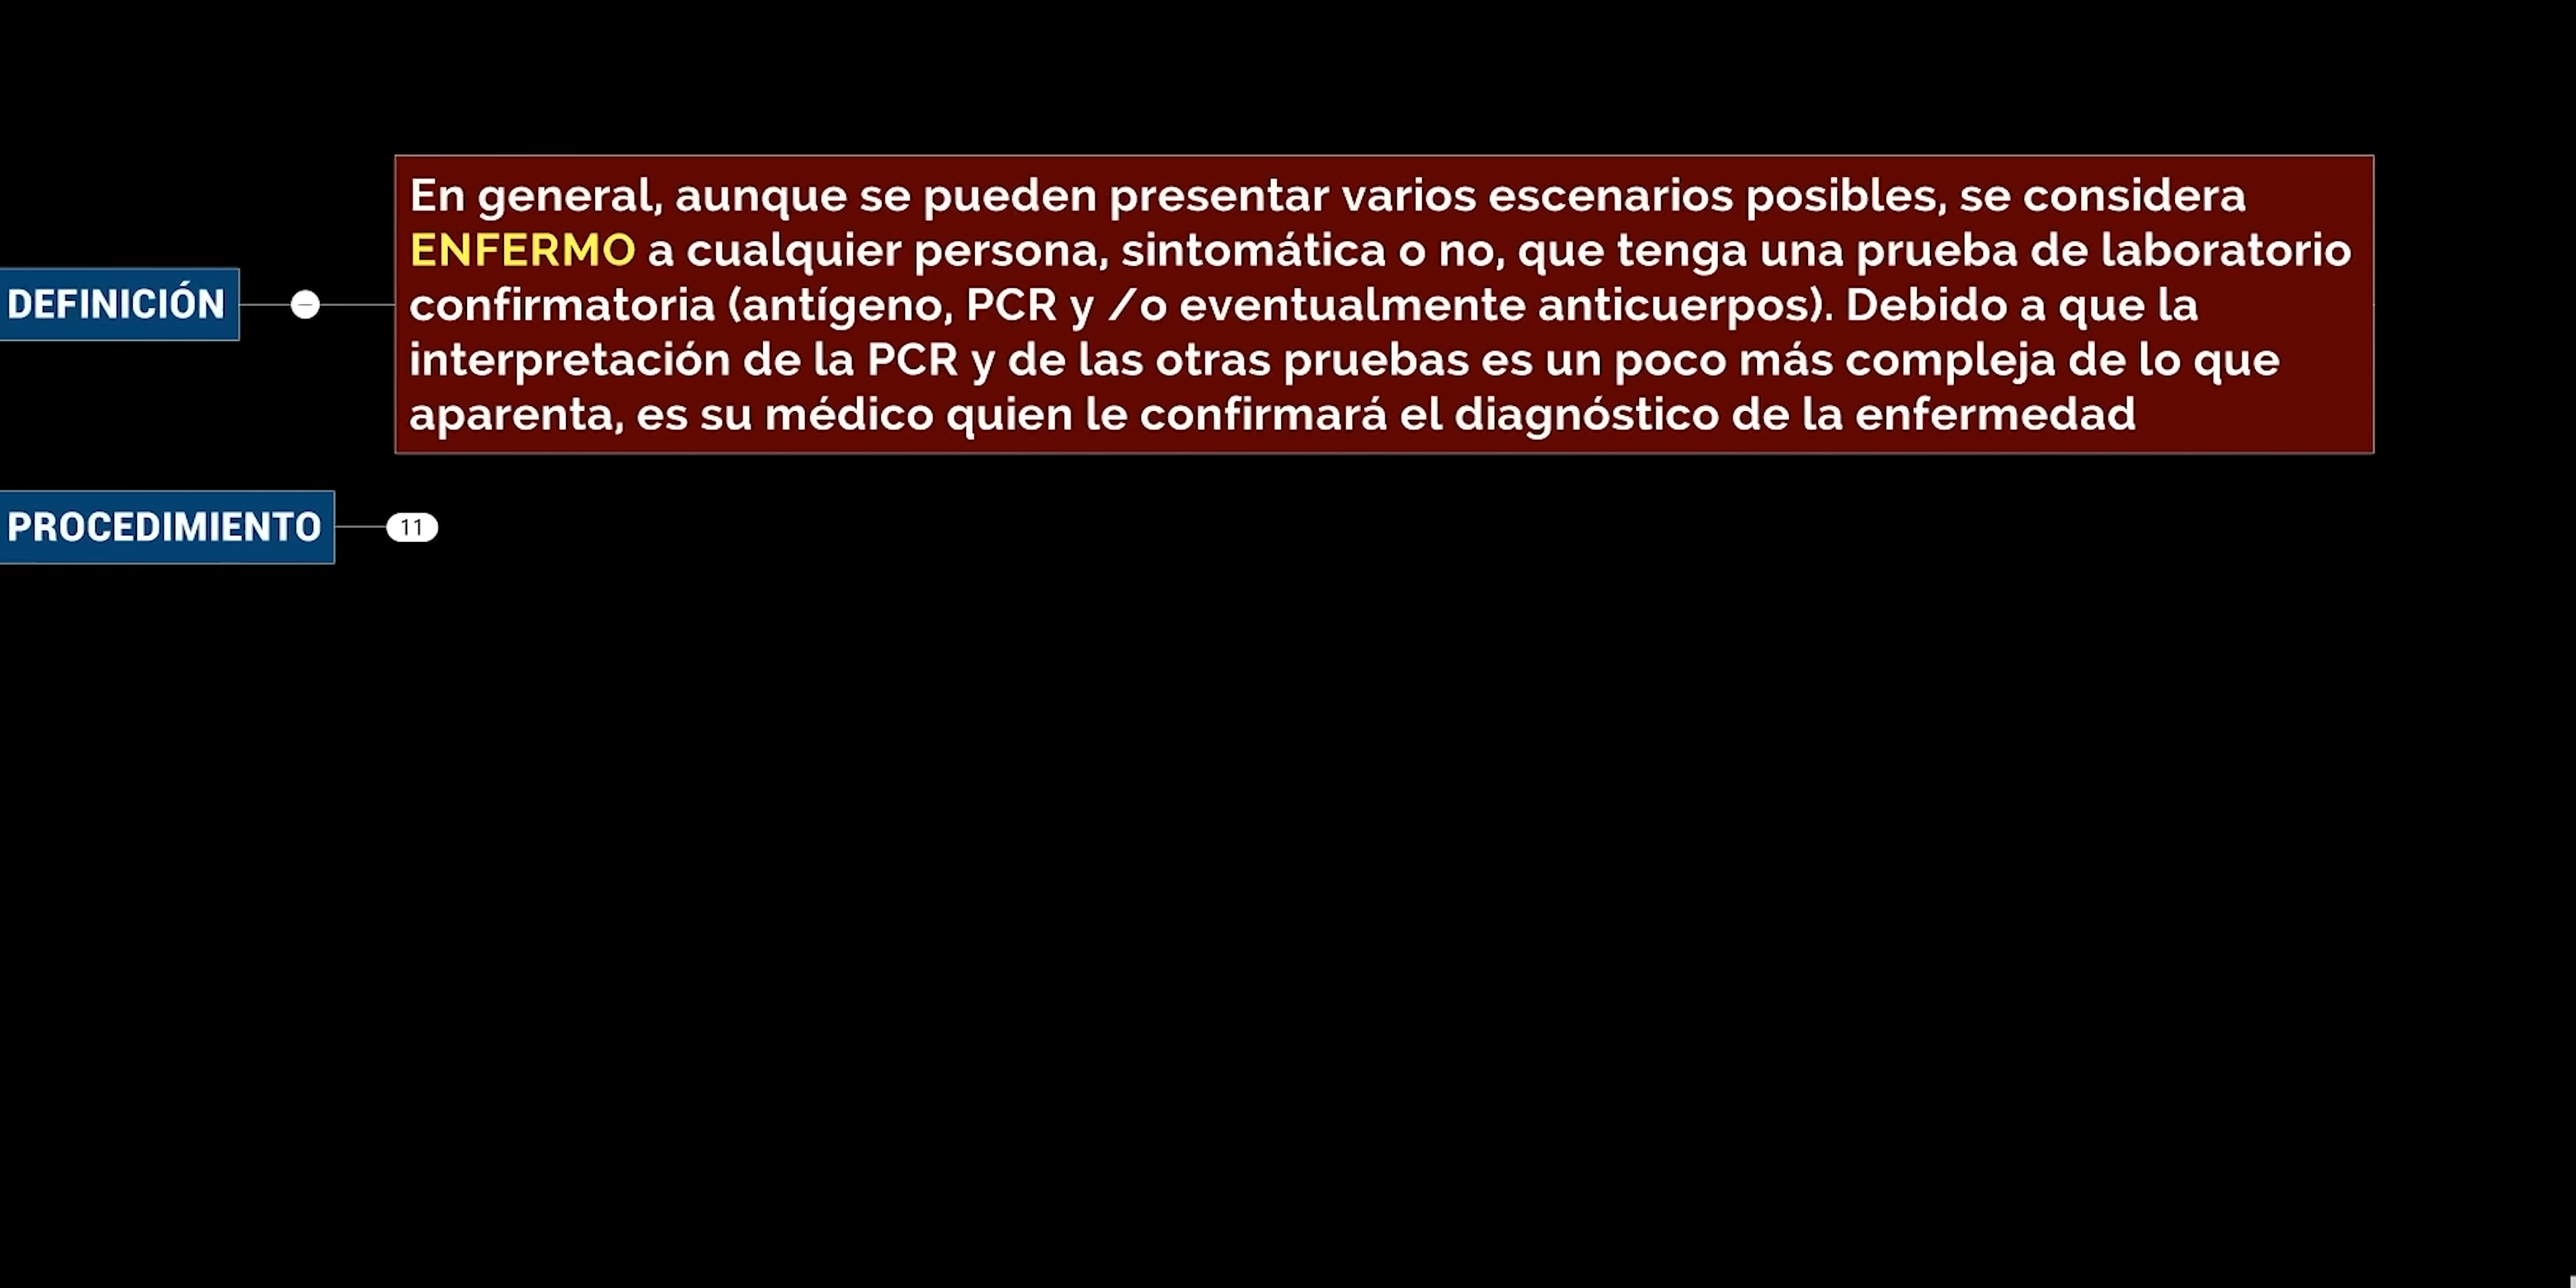 En general, aunque se pueden presentar varios escenarios posibles, se considera
ENFERMO a cualquier persona, sintomática o no, que tenga una prueba de laboratorio
confirmatoria (antígeno, PCR y /o eventualmente anticuerpos). Debido a que la
interpretación de la PCR y de las otras pruebas es un poco más compleja de lo que
aparenta, es su médico quien le confirmará el diagnóstico de la enfermedad
DEFINICIÓN
PROCEDIMIENTO
11